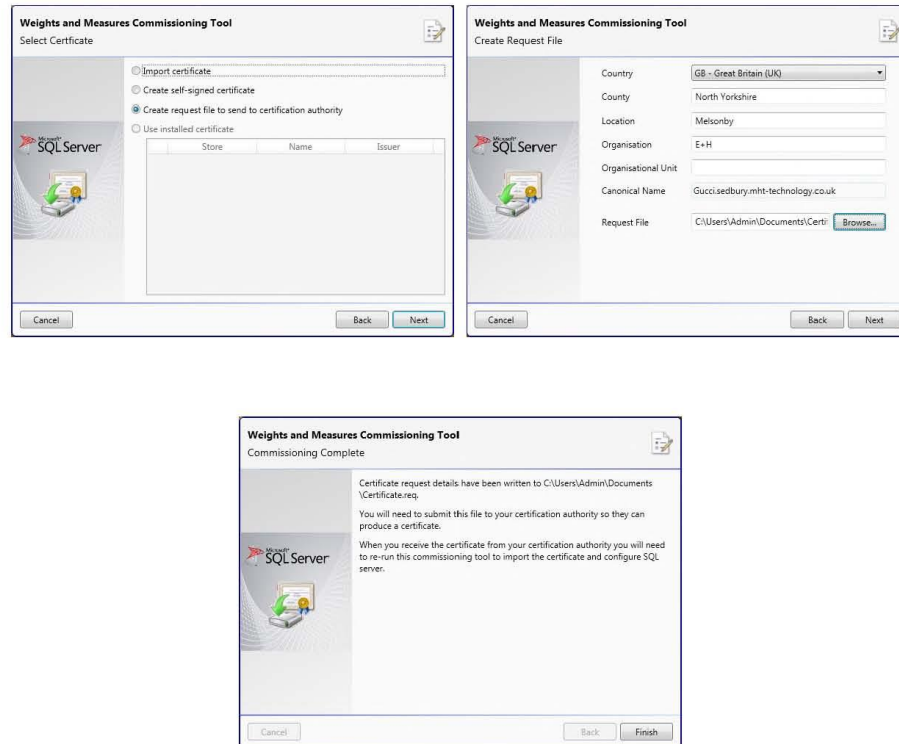 Weights and Measures Commissioning Tool
Select Certficate
Import certificate
Create self-signed certificate
Create request file to send to certification authority
Use installed certificate
Store Name Issuer
Microsoft®
SQL Server
Cancel Back Next
Weights and Measures Commissioning Tool
Create Request File
Country GB - Great Britain (UK)
County North Yorkshire
Location Melsonby
Organisation E+H
Organisational Unit
Canonical Name Gucci.sedbury.mht-technology.co.uk
Request File C:\Users\Admin\Documents\Certi Browse...
Microsoft®
SQL Server
Cancel Back Next
Weights and Measures Commissioning Tool
Commissioning Complete
Certificate request details have been written to C:\Users\Admin\Documents
\Certificate.req.
You will need to submit this file to your certification authority so they can
produce a certificate.
When you receive the certificate from your certification authority you will need
to re-run this commissioning tool to import the certificate and configure SQL
server.
Microsoft®
SQL Server
Cancel Back Finish